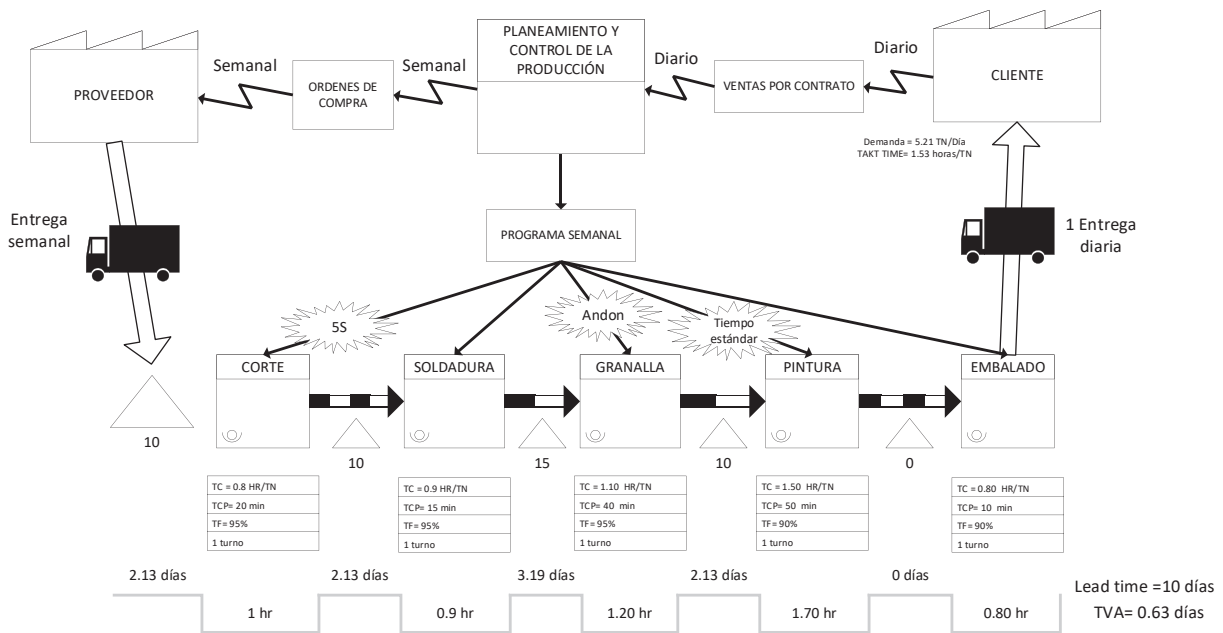 PLANEAMIENTO Y
CONTROL DE LA
PRODUCCIÓN
PROVEEDOR
Semanal
ORDENES DE
COMPRA
Semanal
Diario
VENTAS POR CONTRATO
Diario
CLIENTE
Demanda = 5.21 TN/Día
TAKT TIME= 1.53 horas/TN
Entrega
semanal
PROGRAMA SEMANAL
1 Entrega
diaria
5S
Andon
Tiempo
estándar
CORTE
SOLDADURA
GRANALLA
PINTURA
EMBALADO
10
10
15
10
0
TC = 0.8 HR/TN
TCP= 20 min
TF= 95%
1 turno
TC = 0.9 HR/TN
TCP= 15 min
TF= 95%
1 turno
TC = 1.10 HR/TN
TCP= 40 min
TF= 95%
1 turno
TC = 1.50 HR/TN
TCP= 50 min
TF= 90%
1 turno
TC = 0.80 HR/TN
TCP= 10 min
TF= 90%
1 turno
2.13 días
2.13 días
3.19 días
2.13 días
0 días
1 hr
0.9 hr
1.20 hr
1.70 hr
0.80 hr
Lead time =10 días
TVA= 0.63 días